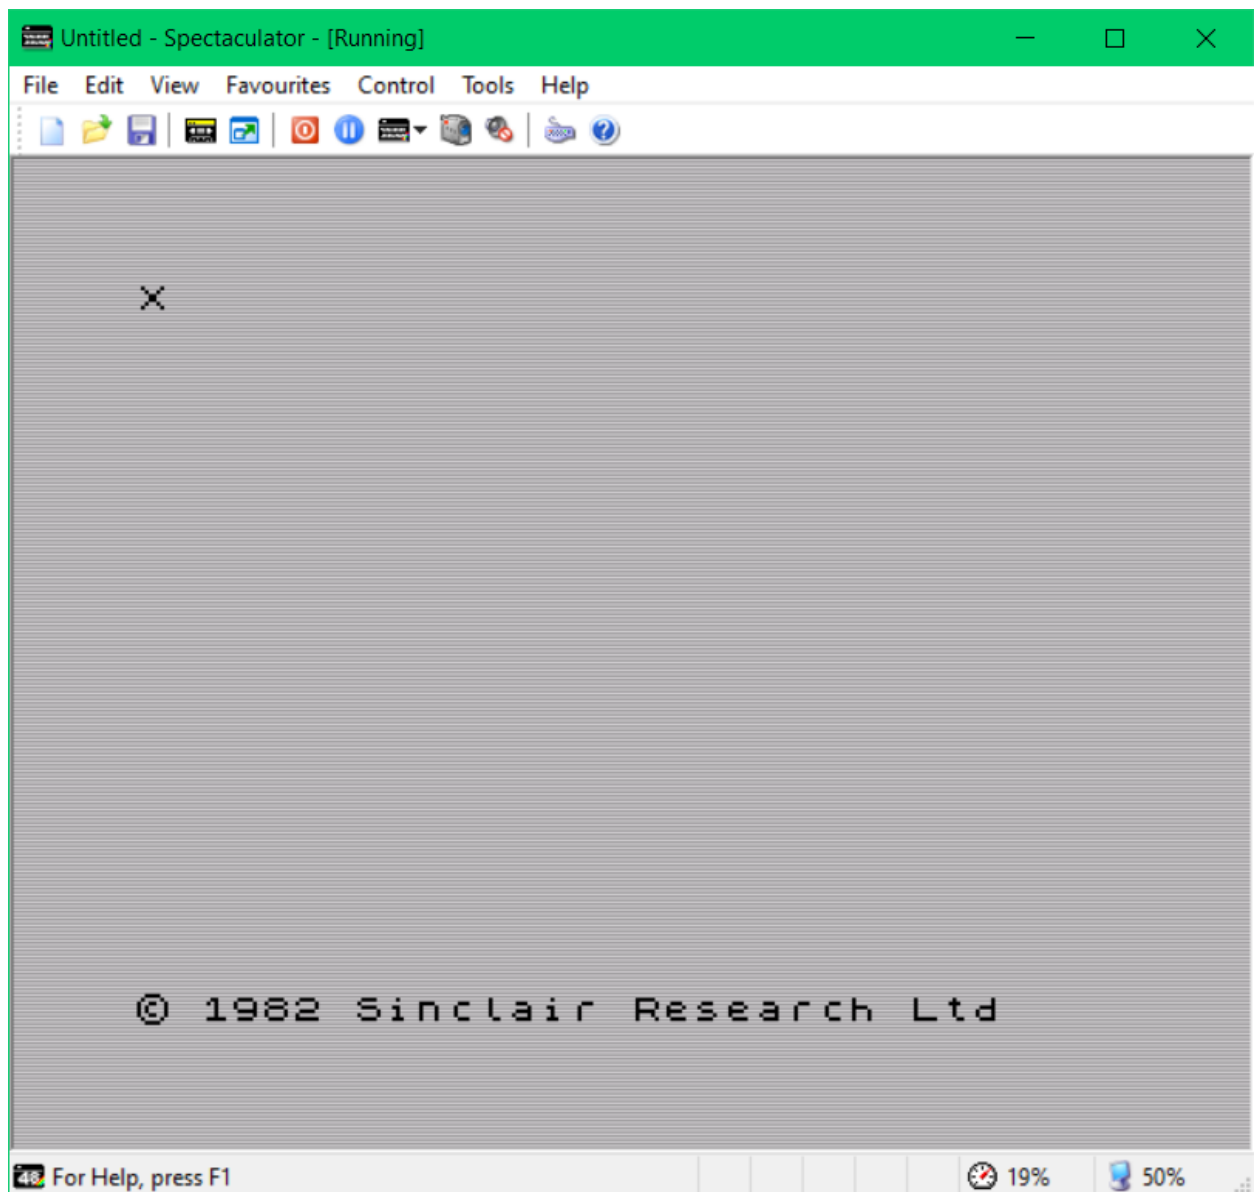 Untitled - Spectaculator - [Running]
File Edit View Favourites Control Tools Help
X
© 1982 Sinclair Research Ltd
48 For Help, press F1 19% 50%